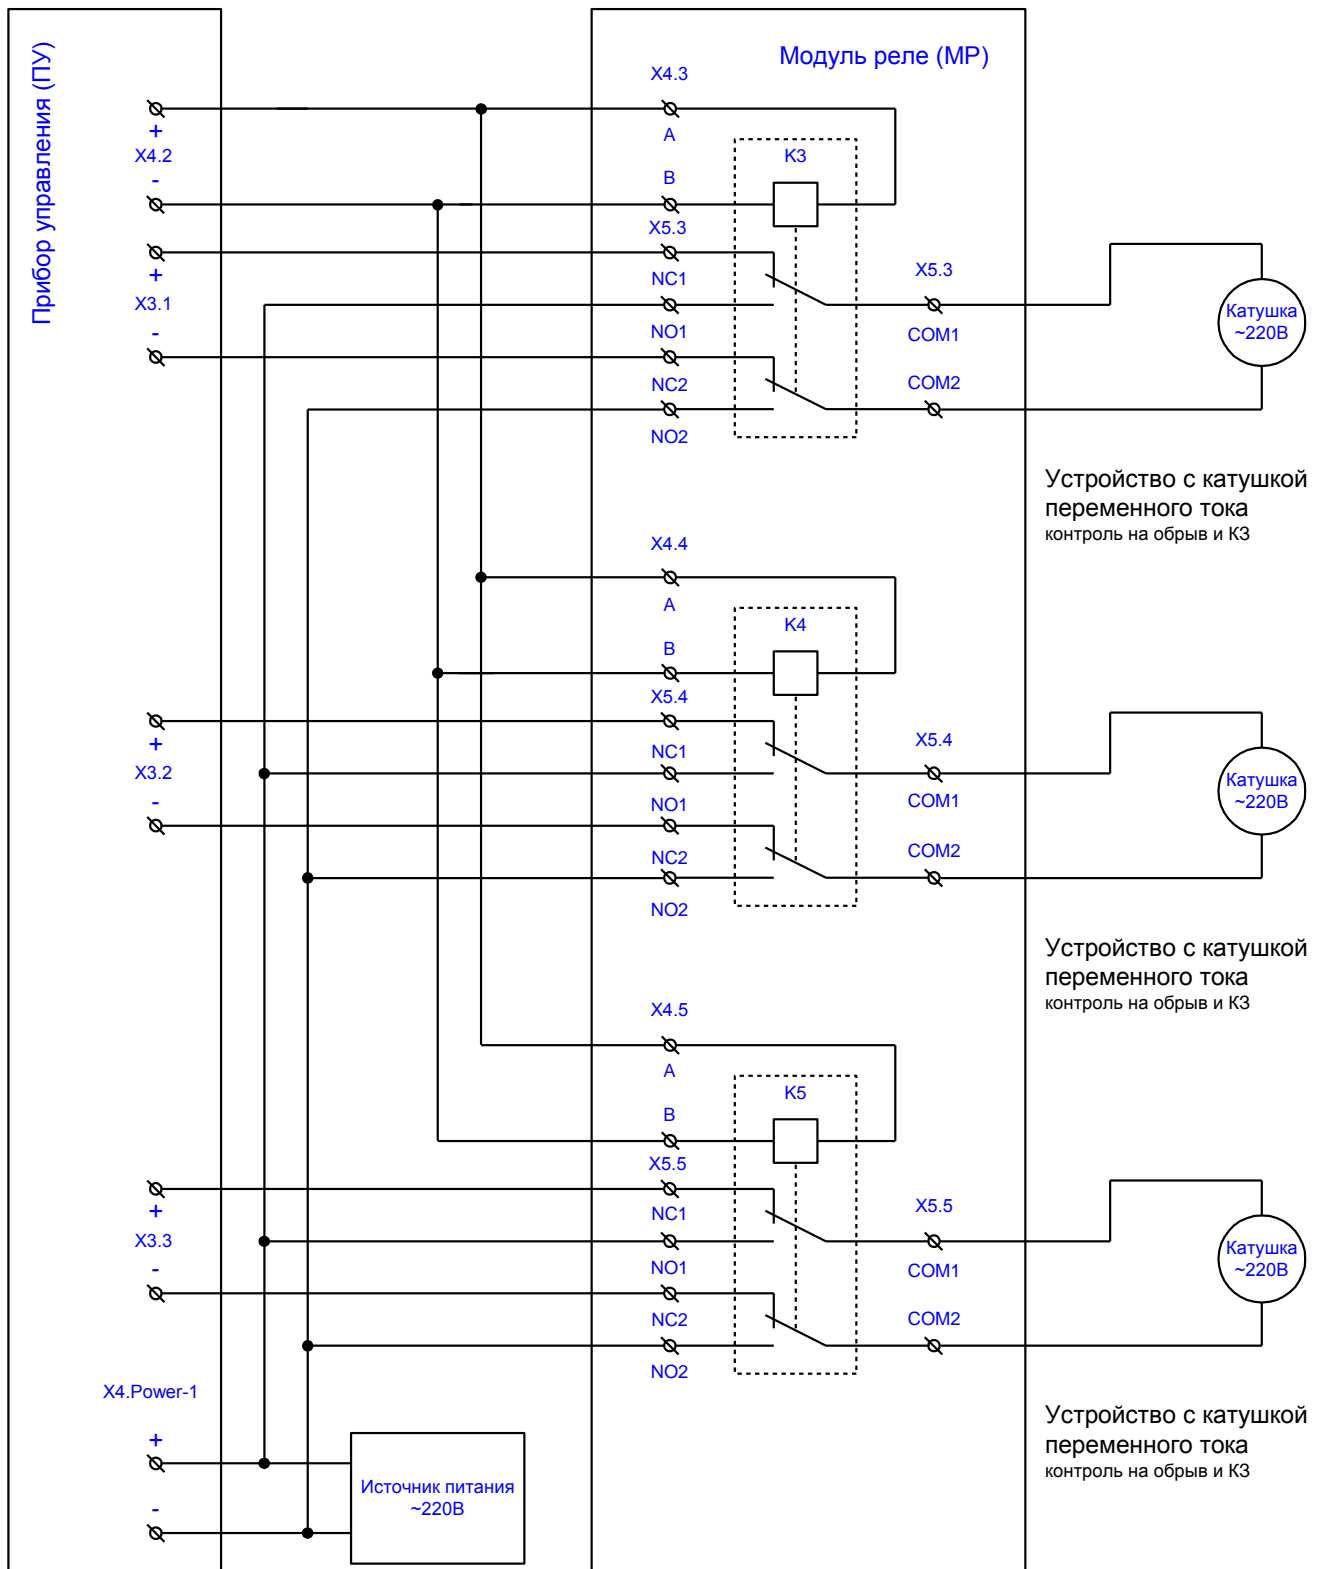 Прибор управления (ПУ)
Модуль реле (МР)
X4.3
+
A
X4.2
K3
-
B
X5.3
+
NC1
X5.3
X3.1
Катушка
~220В
-
NO1
COM1
NC2
COM2
NO2
Устройство с катушкой
переменного тока
контроль на обрыв и КЗ
X4.4
A
K4
B
X5.4
+
NC1
X5.4
X3.2
Катушка
~220В
-
NO1
COM1
NC2
COM2
NO2
Устройство с катушкой
переменного тока
контроль на обрыв и КЗ
X4.5
A
K5
B
X5.5
+
NC1
X5.5
X3.3
Катушка
~220В
-
NO1
COM1
NC2
COM2
NO2
X4.Power-1
Устройство с катушкой
переменного тока
контроль на обрыв и КЗ
+
Источник питания
~220В
-